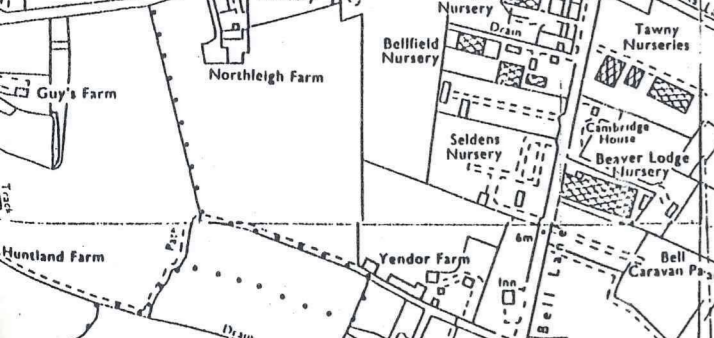 Nursery
Drain
Tawny
Nurseries
Bellfield
Nursery
Northleigh Farm
Guy's Farm
Cambridge
House
Seldens
Nursery
Beaver Lodge
Nursery
Tract
Path
6m
Huntland Farm
Yendor Farm
Bell
Caravan Pa
Inn
Bell Lane
Drain